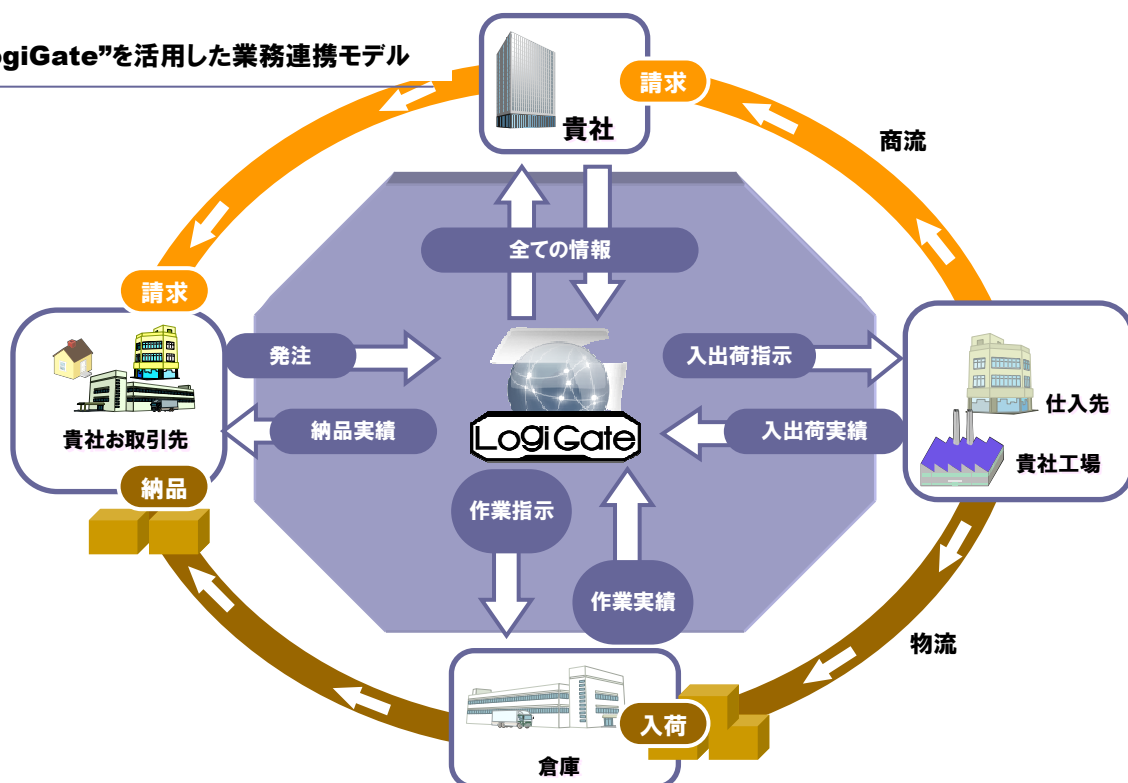 ogiGate”を活用した業務連携モデル
請求
貴社
商流
全ての情報
請求
発注
入出荷指示
貴社お取引先
納品実績
LogiGate
入出荷実績
仕入先
貴社工場
納品
作業指示
作業実績
物流
入荷
倉庫